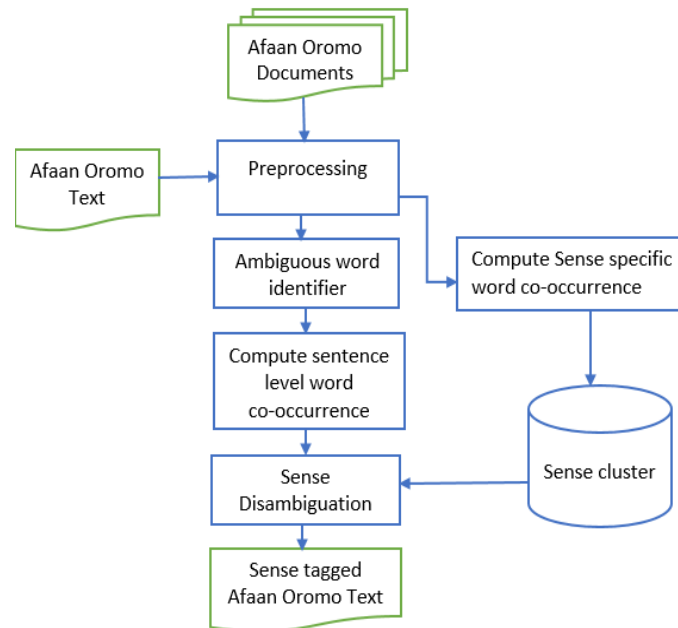 Afaan Oromo
Documents
Afaan Oromo
Text
Preprocessing
Ambiguous word
identifier
Compute Sense specific
word co-occurrence
Compute sentence
level word
co-occurrence
Sense cluster
Sense
Disambiguation
Sense tagged
Afaan Oromo Text